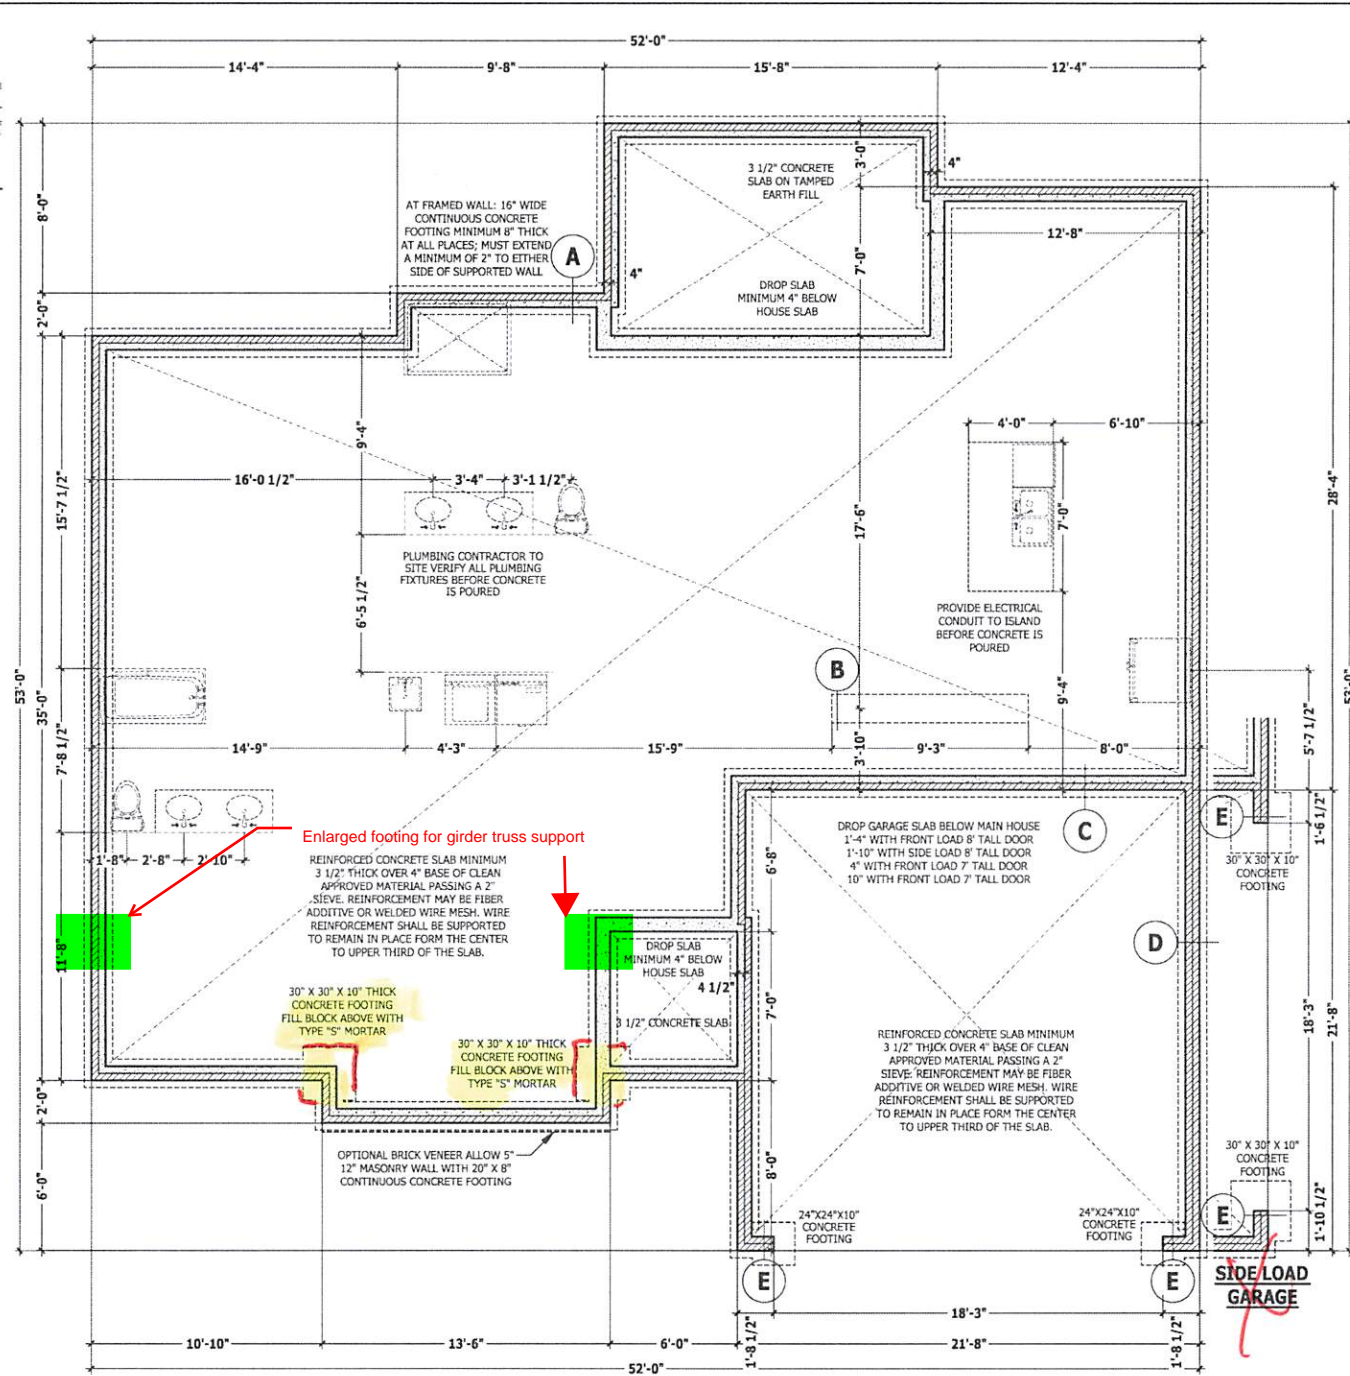 52'-0"
14'-4"
9'-8"
15'-8"
12'-4"
8'-0"
2'-0"
53'-0"
35'-0"
15'-7 1/2"
7'-8 1/2"
11'-8"
2'-0"
6'-0"
AT FRAMED WALL: 16" WIDE
CONTINUOUS CONCRETE
FOOTING MINIMUM 8" THICK
AT ALL PLACES; MUST EXTEND
A MINIMUM OF 2" TO EITHER
SIDE OF SUPPORTED WALL
A
4"
3 1/2" CONCRETE
SLAB ON TAMPED
EARTH FILL
DROP SLAB
MINIMUM 4" BELOW
HOUSE SLAB
3'-0"
4"
7'-0"
12'-8"
9'-4"
16'-0 1/2"
3'-4"
3'-1 1/2"
6'-5 1/2"
PLUMBING CONTRACTOR TO
SITE VERIFY ALL PLUMBING
FIXTURES BEFORE CONCRETE
IS POURED
17'-6"
4'-0"
6'-10"
7'-0"
28'-4"
PROVIDE ELECTRICAL
CONDUIT TO ISLAND
BEFORE CONCRETE IS
POURED
B
9'-4"
14'-9"
4'-3"
15'-9"
3'-10"
9'-3"
8'-0"
5'-7 1/2"
52'-0"
1'-8"
2'-8"
2'-10"
Enlarged footing for girder truss support
REINFORCED CONCRETE SLAB MINIMUM
3 1/2" THICK OVER 4" BASE OF CLEAN
APPROVED MATERIAL PASSING A 2"
SIEVE. REINFORCEMENT MAY BE FIBER
ADDITIVE OR WELDED WIRE MESH. WIRE
REINFORCEMENT SHALL BE SUPPORTED
TO REMAIN IN PLACE FORM THE CENTER
TO UPPER THIRD OF THE SLAB.
6'-8"
DROP GARAGE SLAB BELOW MAIN HOUSE
1'-4" WITH FRONT LOAD 8' TALL DOOR
1'-10" WITH SIDE LOAD 8' TALL DOOR
4" WITH FRONT LOAD 7' TALL DOOR
10" WITH FRONT LOAD 7' TALL DOOR
C
E
1'-6 1/2"
30" X 30" X 10"
CONCRETE
FOOTING
D
DROP SLAB
MINIMUM 4" BELOW
HOUSE SLAB
4 1/2"
3 1/2" CONCRETE SLAB
7'-0"
30" X 30" X 10" THICK
CONCRETE FOOTING
FILL BLOCK ABOVE WITH
TYPE "S" MORTAR
30" X 30" X 10" THICK
CONCRETE FOOTING
FILL BLOCK ABOVE WITH
TYPE "S" MORTAR
REINFORCED CONCRETE SLAB MINIMUM
3 1/2" THICK OVER 4" BASE OF CLEAN
APPROVED MATERIAL PASSING A 2"
SIEVE. REINFORCEMENT MAY BE FIBER
ADDITIVE OR WELDED WIRE MESH. WIRE
REINFORCEMENT SHALL BE SUPPORTED
TO REMAIN IN PLACE FORM THE CENTER
TO UPPER THIRD OF THE SLAB.
18'-3"
21'-8"
OPTIONAL BRICK VENEER ALLOW 5"
12" MASONRY WALL WITH 20" X 8"
CONTINUOUS CONCRETE FOOTING
8'-0"
30" X 30" X 10"
CONCRETE
FOOTING
1'-10 1/2"
24"X24"X10"
CONCRETE
FOOTING
24"X24"X10"
CONCRETE
FOOTING
E
E
E
SIDE LOAD
GARAGE
18'-3"
10'-10"
13'-6"
6'-0"
1'-8 1/2"
21'-8"
1'-8 1/2"
52'-0"